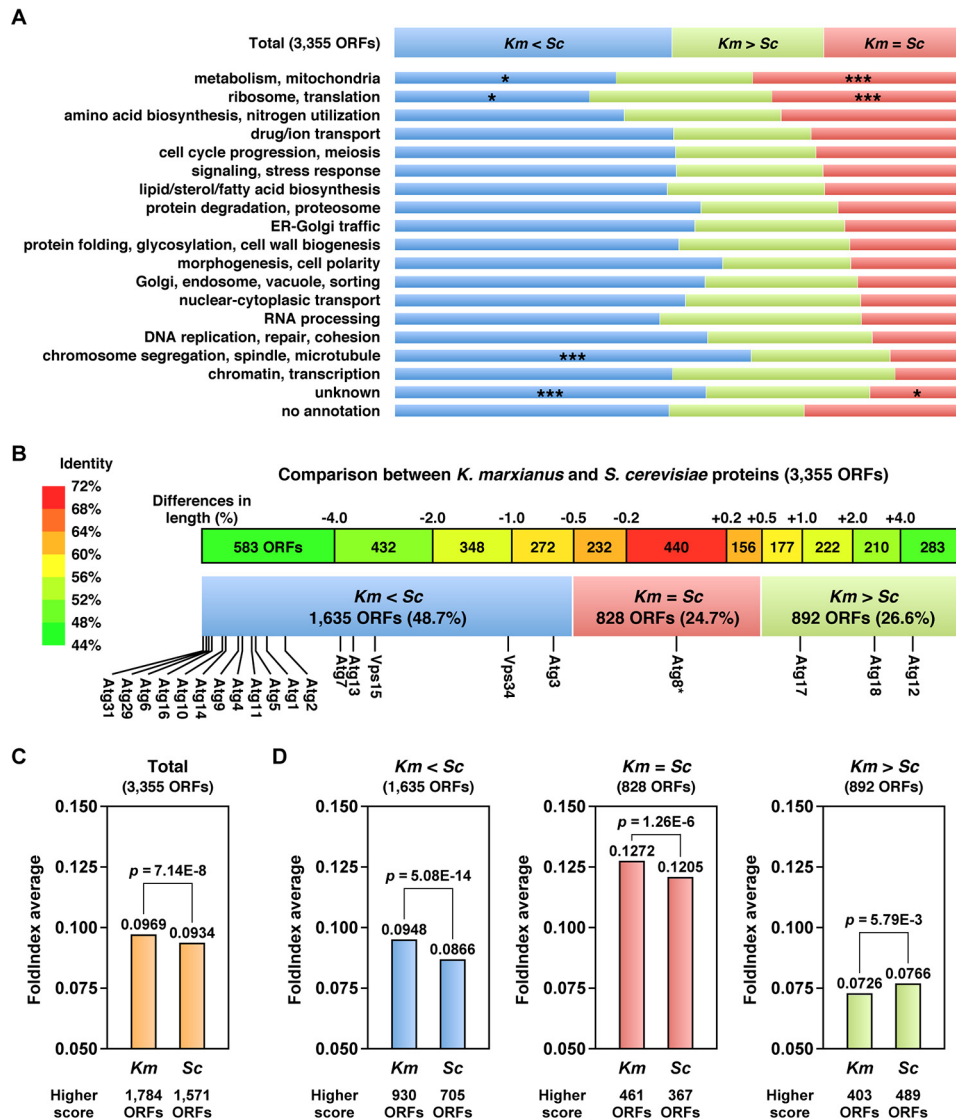 A
Total (3,355 ORFs) Km < Sc Km > Sc Km = Sc
metabolism, mitochondria * ***
ribosome, translation * ***
amino acid biosynthesis, nitrogen utilization
drug/ion transport
cell cycle progression, meiosis
signaling, stress response
lipid/sterol/fatty acid biosynthesis
protein degradation, proteosome
ER-Golgi traffic
protein folding, glycosylation, cell wall biogenesis
morphogenesis, cell polarity
Golgi, endosome, vacuole, sorting
nuclear-cytoplasic transport
RNA processing
DNA replication, repair, cohesion
chromosome segregation, spindle, microtubule ***
chromatin, transcription
unknown *** *
no annotation
B
Identity
72%
68%
64%
60%
56%
52%
48%
44%
Comparison between K. marxianus and S. cerevisiae proteins (3,355 ORFs)
Differences in
length (%)
-4.0 -2.0 -1.0 -0.5 -0.2 +0.2 +0.5 +1.0 +2.0 +4.0
583 ORFs 432 348 272 232 440 156 177 222 210 283
Km < Sc
1,635 ORFs (48.7%)
Km = Sc
828 ORFs (24.7%)
Km > Sc
892 ORFs (26.6%)
Atg31
Atg29
Atg6
Atg16
Atg10
Atg14
Atg9
Atg4
Atg11
Atg5
Atg1
Atg2
Atg7
Atg13
Vps15
Vps34
Atg3
Atg8*
Atg17
Atg18
Atg12
C
Total
(3,355 ORFs)
FoldIndex average
0.150
0.125
0.100
0.075
0.050
p = 7.14E-8
0.0969
0.0934
Km Sc
Higher
score
1,784
ORFs
1,571
ORFs
D
Km < Sc
(1,635 ORFs)
FoldIndex average
0.150
0.125
0.100
0.075
0.050
p = 5.08E-14
0.0948
0.0866
Km Sc
Higher
score
930
ORFs
705
ORFs
Km = Sc
(828 ORFs)
FoldIndex average
0.150
0.125
0.100
0.075
0.050
p = 1.26E-6
0.1272
0.1205
Km Sc
Higher
score
461
ORFs
367
ORFs
Km > Sc
(892 ORFs)
FoldIndex average
0.150
0.125
0.100
0.075
0.050
p = 5.79E-3
0.0726
0.0766
Km Sc
Higher
score
403
ORFs
489
ORFs